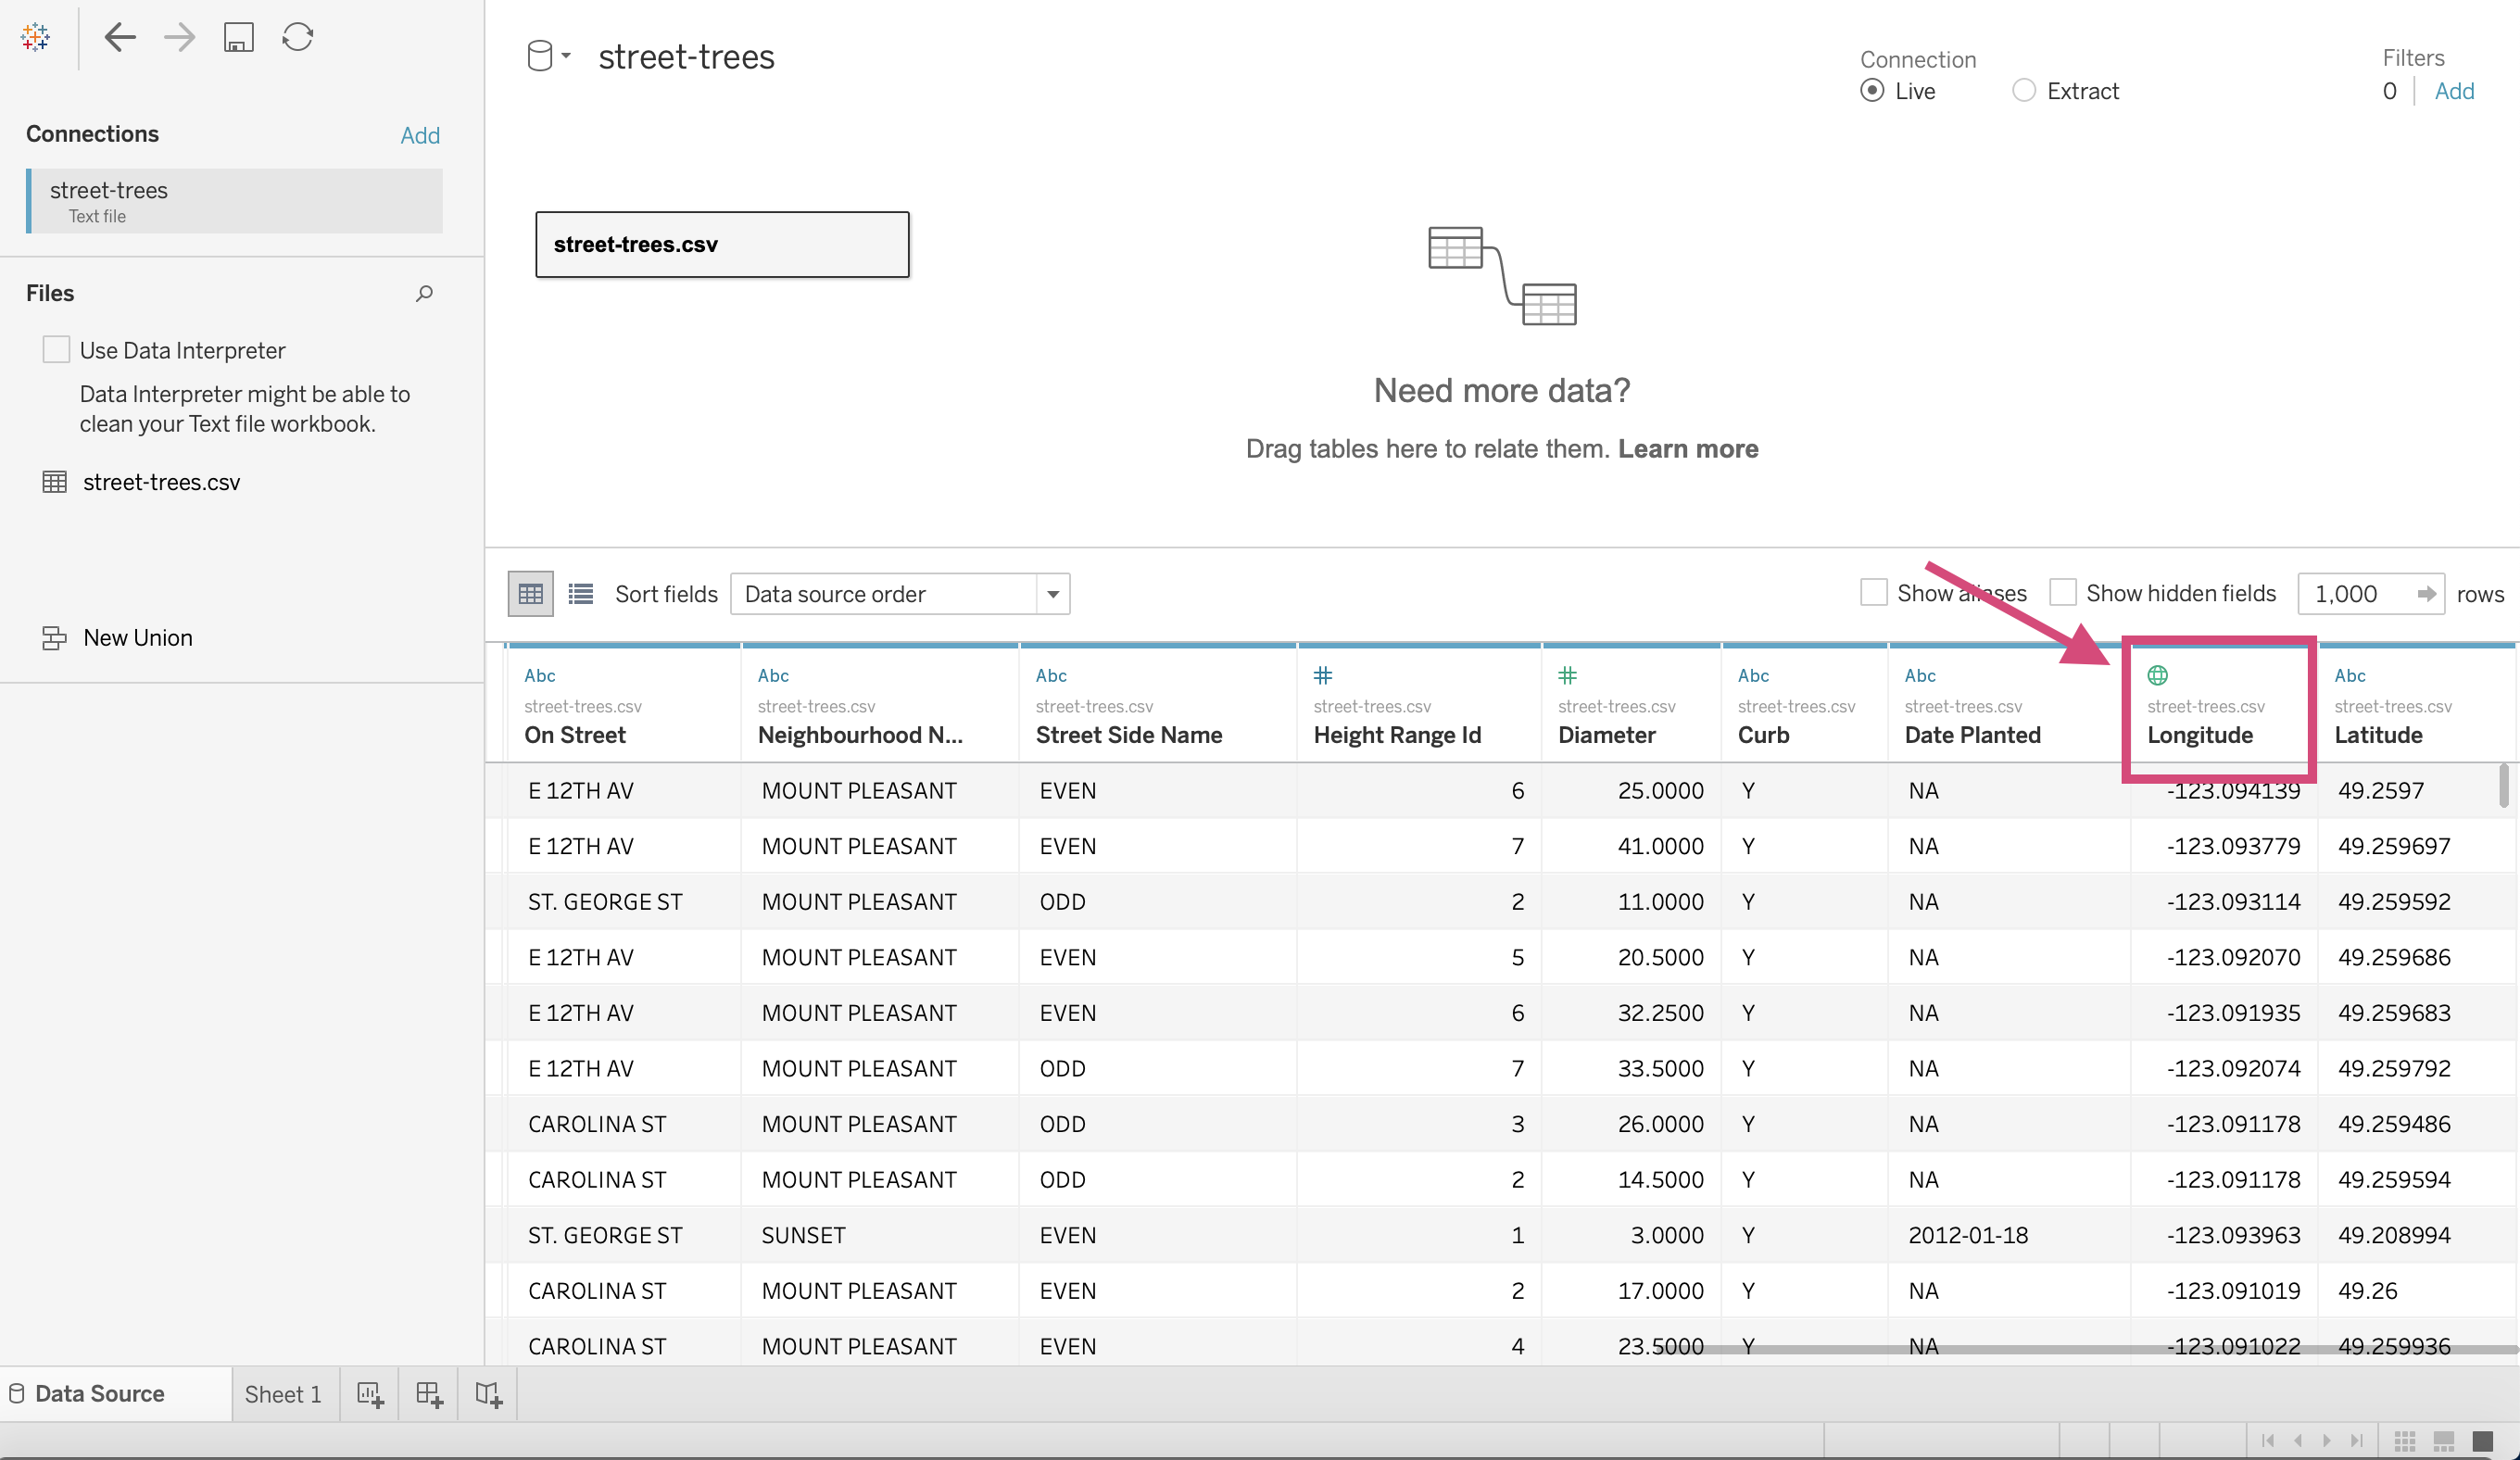 street-trees
Connection
Live
Extract
Filters
0
Add
Connections
Add
street-trees
Text file
street-trees.csv
Files
Use Data Interpreter
Data Interpreter might be able to
clean your Text file workbook.
street-trees.csv
New Union
Need more data?
Drag tables here to relate them. Learn more
Sort fields
Data source order
Show aliases
Show hidden fields
1,000
rows
Abc Abc Abc # # Abc Abc Abc
street-trees.csv street-trees.csv street-trees.csv street-trees.csv street-trees.csv street-trees.csv street-trees.csv street-trees.csv street-trees.csv
On Street Neighbourhood N... Street Side Name Height Range Id Diameter Curb Date Planted Longitude Latitude
E 12TH AV MOUNT PLEASANT EVEN 6 25.0000 Y NA -123.094139 49.2597
E 12TH AV MOUNT PLEASANT EVEN 7 41.0000 Y NA -123.093779 49.259697
ST. GEORGE ST MOUNT PLEASANT ODD 2 11.0000 Y NA -123.093114 49.259592
E 12TH AV MOUNT PLEASANT EVEN 5 20.5000 Y NA -123.092070 49.259686
E 12TH AV MOUNT PLEASANT EVEN 6 32.2500 Y NA -123.091935 49.259683
E 12TH AV MOUNT PLEASANT ODD 7 33.5000 Y NA -123.092074 49.259792
CAROLINA ST MOUNT PLEASANT ODD 3 26.0000 Y NA -123.091178 49.259486
CAROLINA ST MOUNT PLEASANT ODD 2 14.5000 Y NA -123.091178 49.259594
ST. GEORGE ST SUNSET EVEN 1 3.0000 Y 2012-01-18 -123.093963 49.208994
CAROLINA ST MOUNT PLEASANT EVEN 2 17.0000 Y NA -123.091019 49.26
CAROLINA ST MOUNT PLEASANT EVEN 4 23.5000 Y NA -123.091022 49.259936
Data Source
Sheet 1